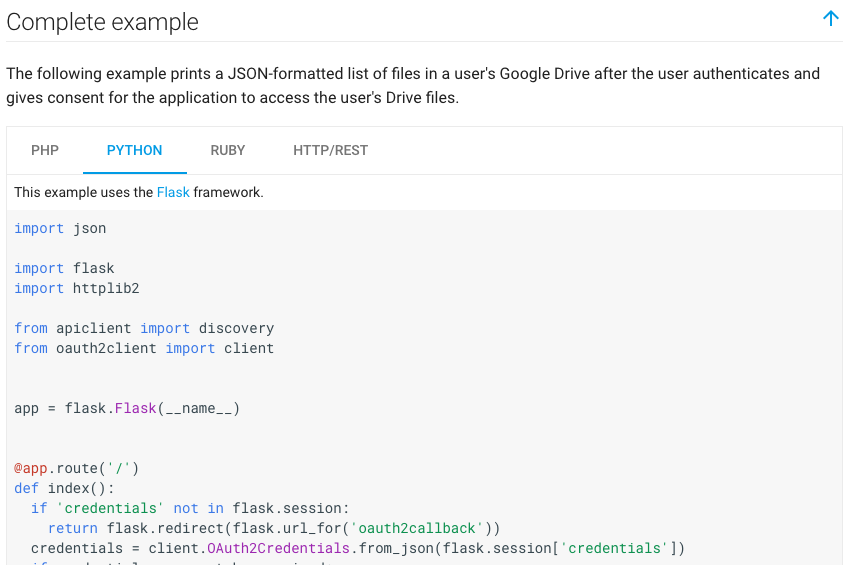 Complete example
The following example prints a JSON-formatted list of files in a user's Google Drive after the user authenticates and
gives consent for the application to access the user's Drive files.
PHP PYTHON RUBY HTTP/REST
This example uses the Flask framework.
import json
import flask
import httplib2
from apiclient import discovery
from oauth2client import client
app = flask.Flask(__name__)
@app.route('/')
def index():
  if 'credentials' not in flask.session:
    return flask.redirect(flask.url_for('oauth2callback'))
  credentials = client.OAuth2Credentials.from_json(flask.session['credentials'])